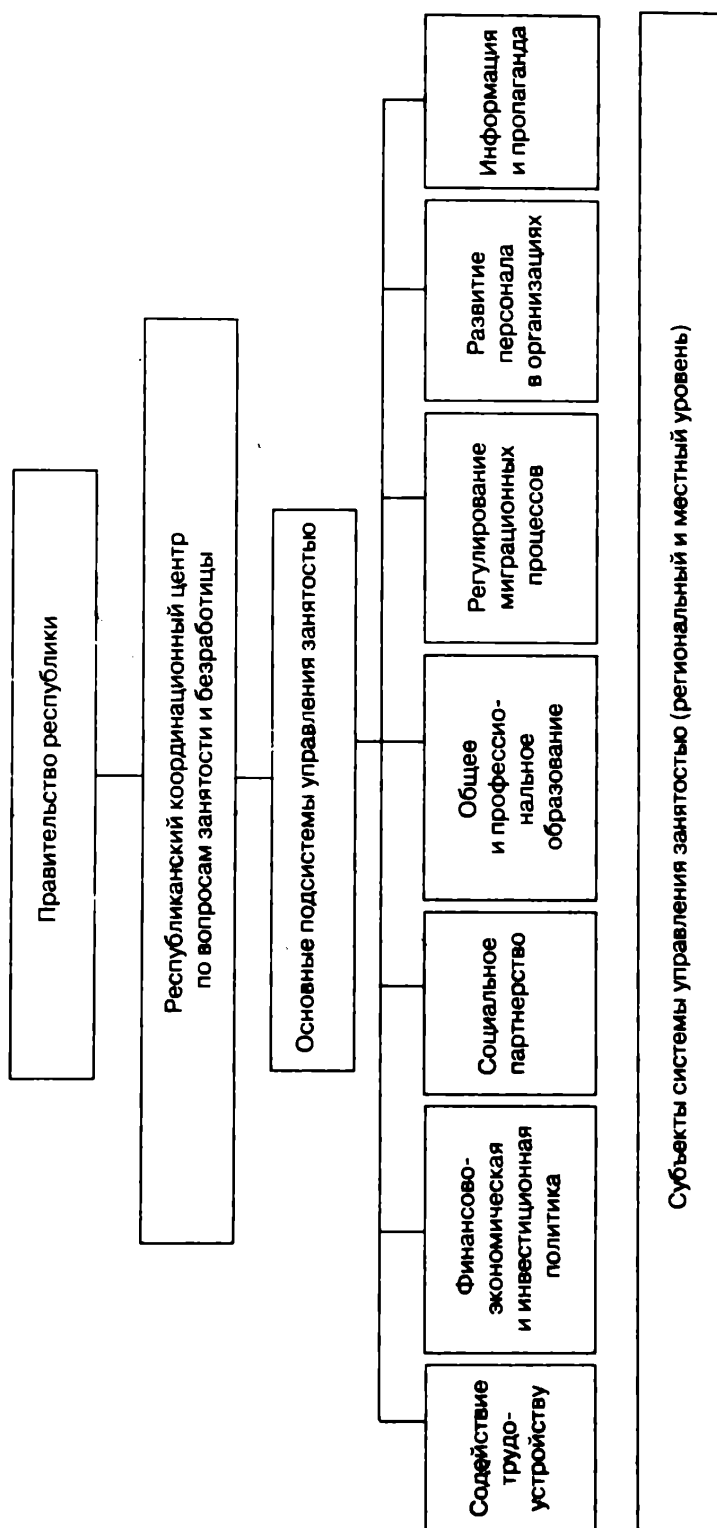 Правительство республики
Республиканский координационный центр
по вопросам занятости и безработицы
Основные подсистемы управления занятостью
Содействие
трудо-
устройству
Финансово-
экономическая
и инвестиционная
политика
Социальное
партнерство
Общее
и профессио-
нальное
образование
Регулирование
миграционных
процессов
Развитие
персонала
в организациях
Информация
и пропаганда
Субъекты системы управления занятостью (региональный и местный уровень)